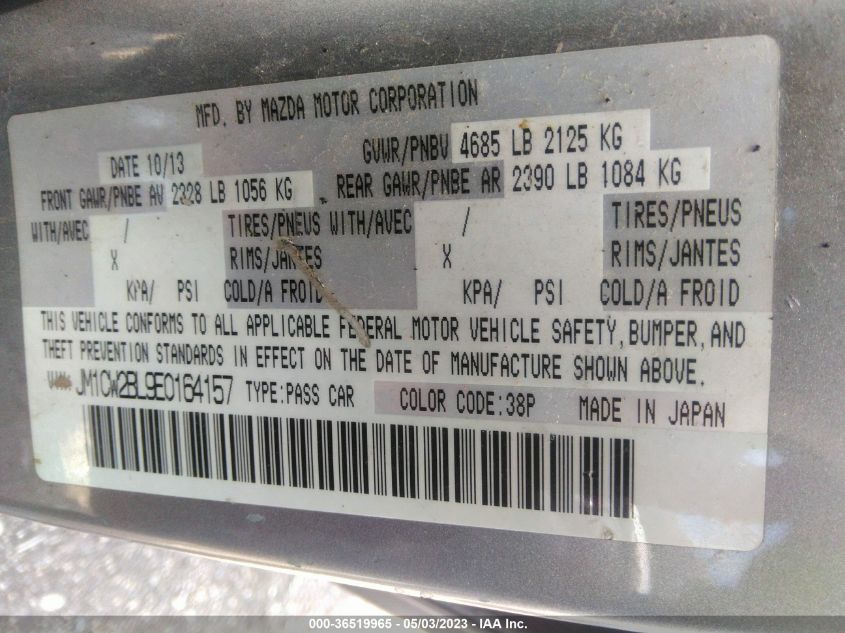 MFD. BY MAZDA MOTOR CORPORATION
DATE 10/13 GVWR/PNBV 4685 LB 2125 KG
FRONT GAWR/PNBE AV 2328 LB 1056 KG REAR GAWR/PNBE AR 2390 LB 1084 KG
WITH/AVEC / TIRES/PNEUS WITH/AVEC / TIRES/PNEUS
X RIMS/JANTES X RIMS/JANTES
KPA/ PSI COLD/A FROID KPA/ PSI COLD/A FROID
THIS VEHICLE CONFORMS TO ALL APPLICABLE FEDERAL MOTOR VEHICLE SAFETY, BUMPER, AND
THEFT PREVENTION STANDARDS IN EFFECT ON THE DATE OF MANUFACTURE SHOWN ABOVE.
JM1CW2BL9E0164157 TYPE:PASS CAR COLOR CODE:38P MADE IN JAPAN
000-36519965 - 05/03/2023 - © IAA Inc.